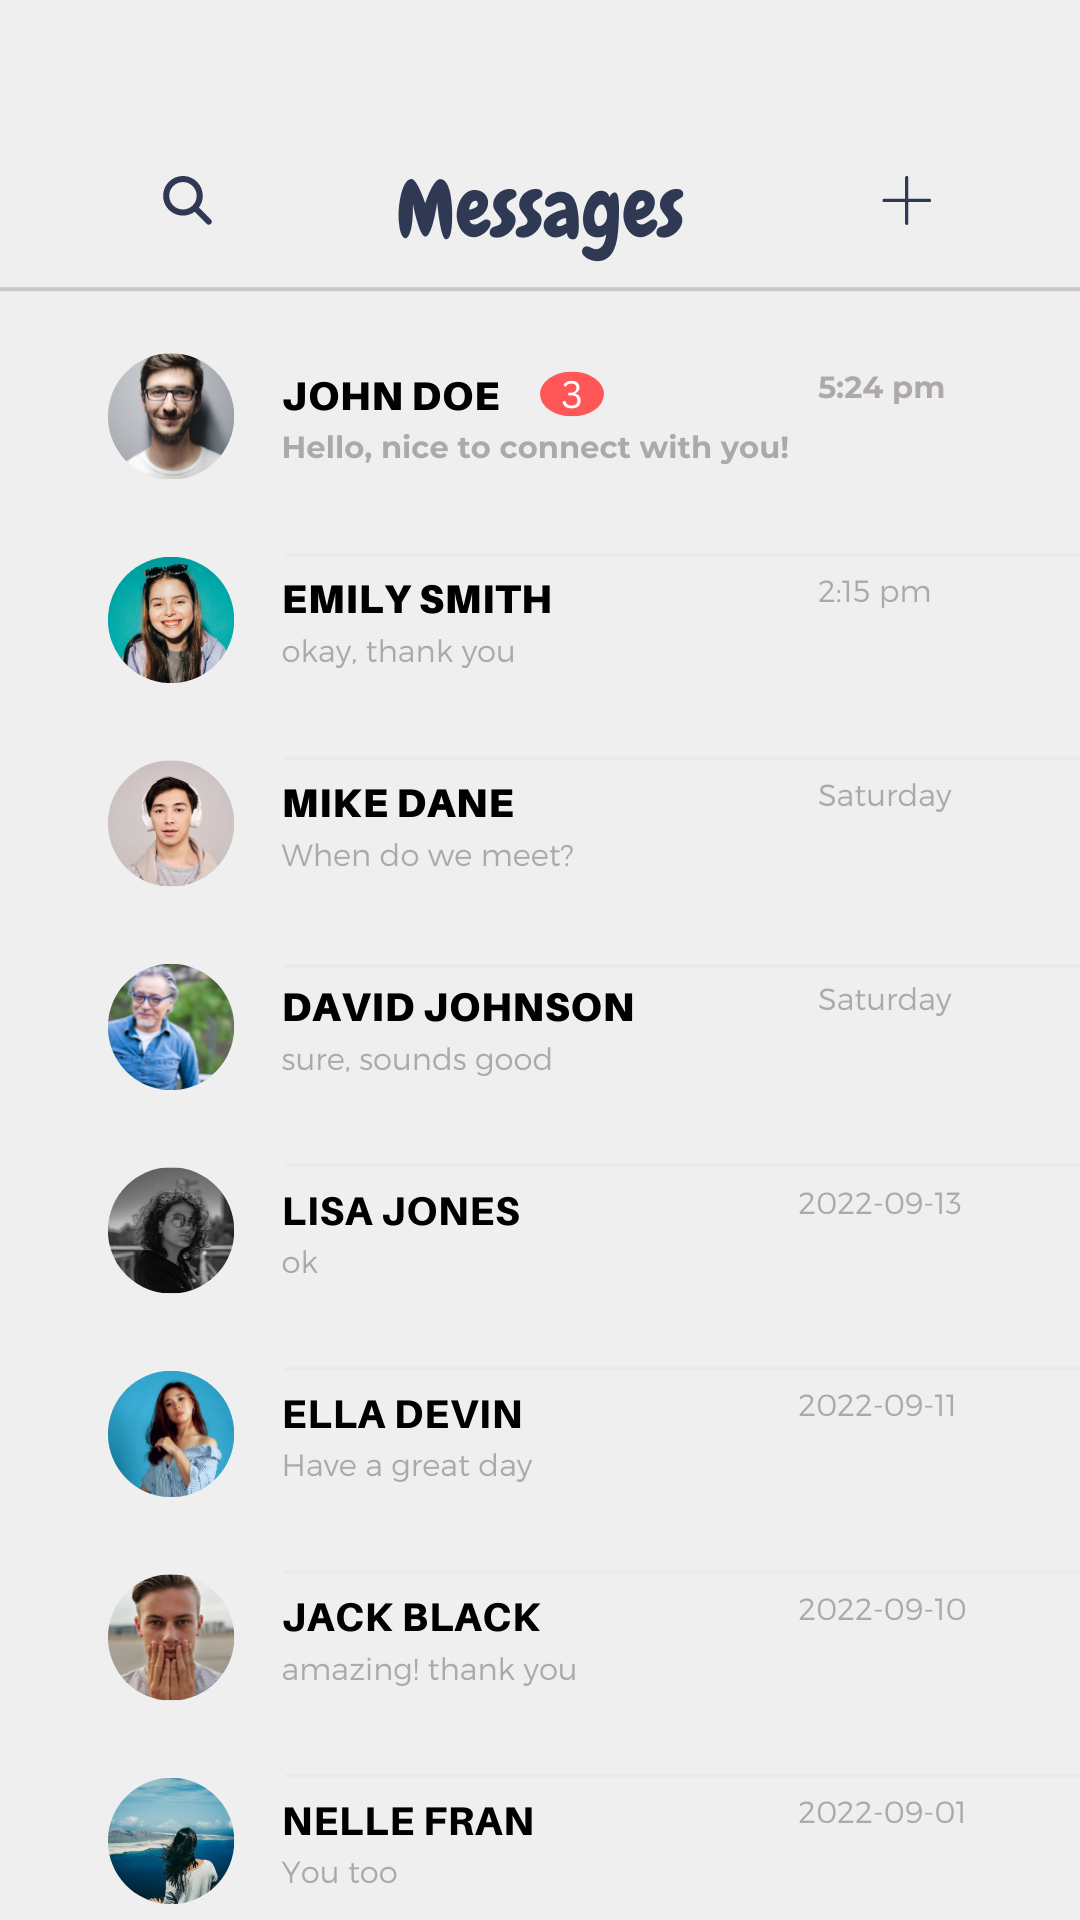 Messages
JOHN DOE 3 5:24 pm
Hello, nice to connect with you!
EMILY SMITH 2:15 pm
okay, thank you
MIKE DANE Saturday
When do we meet?
DAVID JOHNSON Saturday
sure, sounds good
LISA JONES 2022-09-13
ok
ELLA DEVIN 2022-09-11
Have a great day
JACK BLACK 2022-09-10
amazing! thank you
NELLE FRAN 2022-09-01
You too